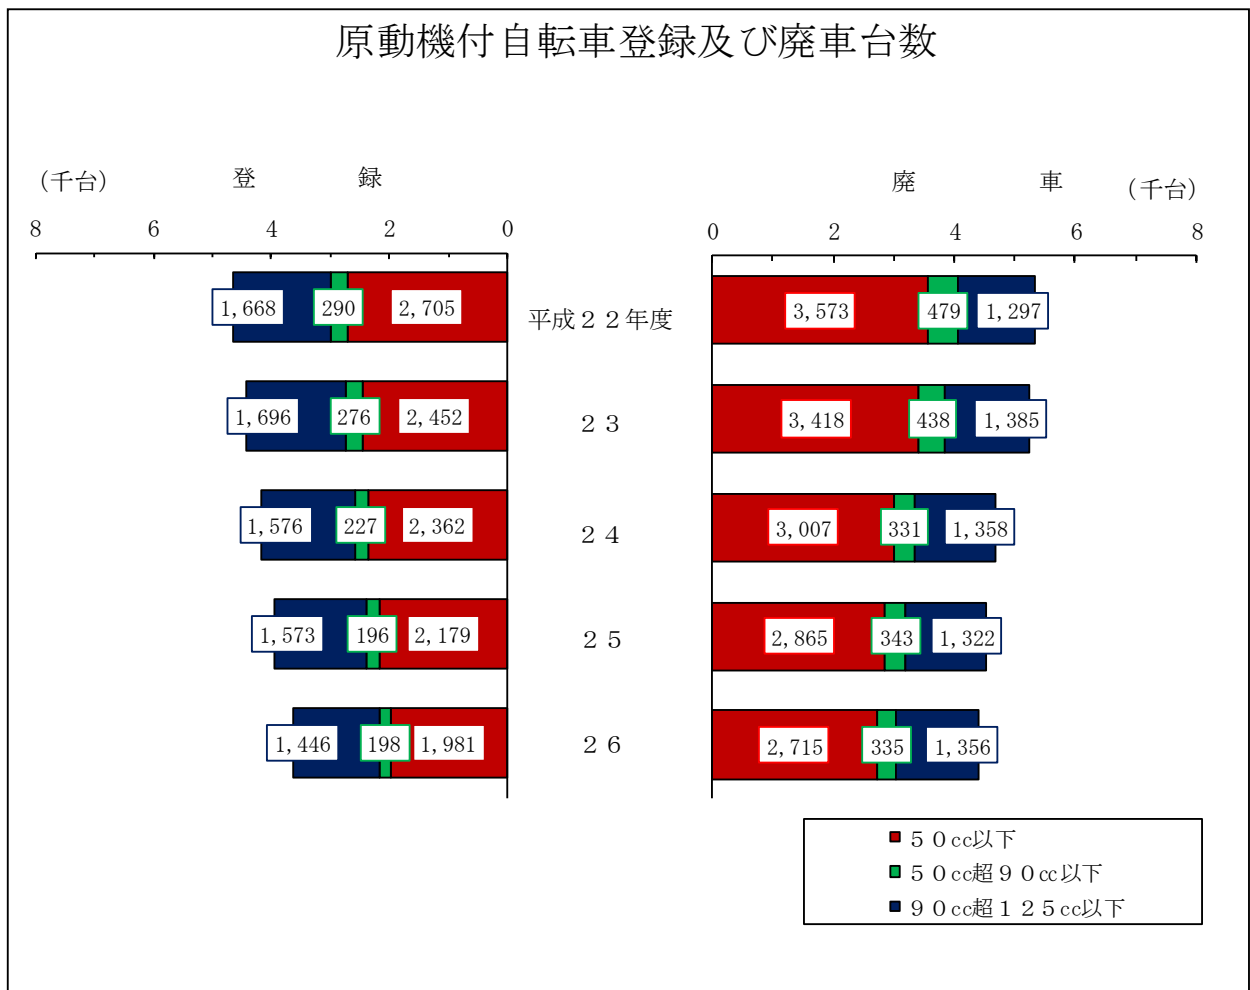 原動機付自転車登録及び廃車台数
(千台) 登 録 廃 車 (千台)
8 6 4 2 0 0 2 4 6 8
1,668 290 2,705 平成２２年度 3,573 479 1,297
1,696 276 2,452 ２３ 3,418 438 1,385
1,576 227 2,362 ２４ 3,007 331 1,358
1,573 196 2,179 ２５ 2,865 343 1,322
1,446 198 1,981 ２６ 2,715 335 1,356
５０cc以下
５０cc超９０cc以下
９０cc超１２５cc以下